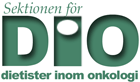 Sektionen för
DIO
dietister inom onkologi